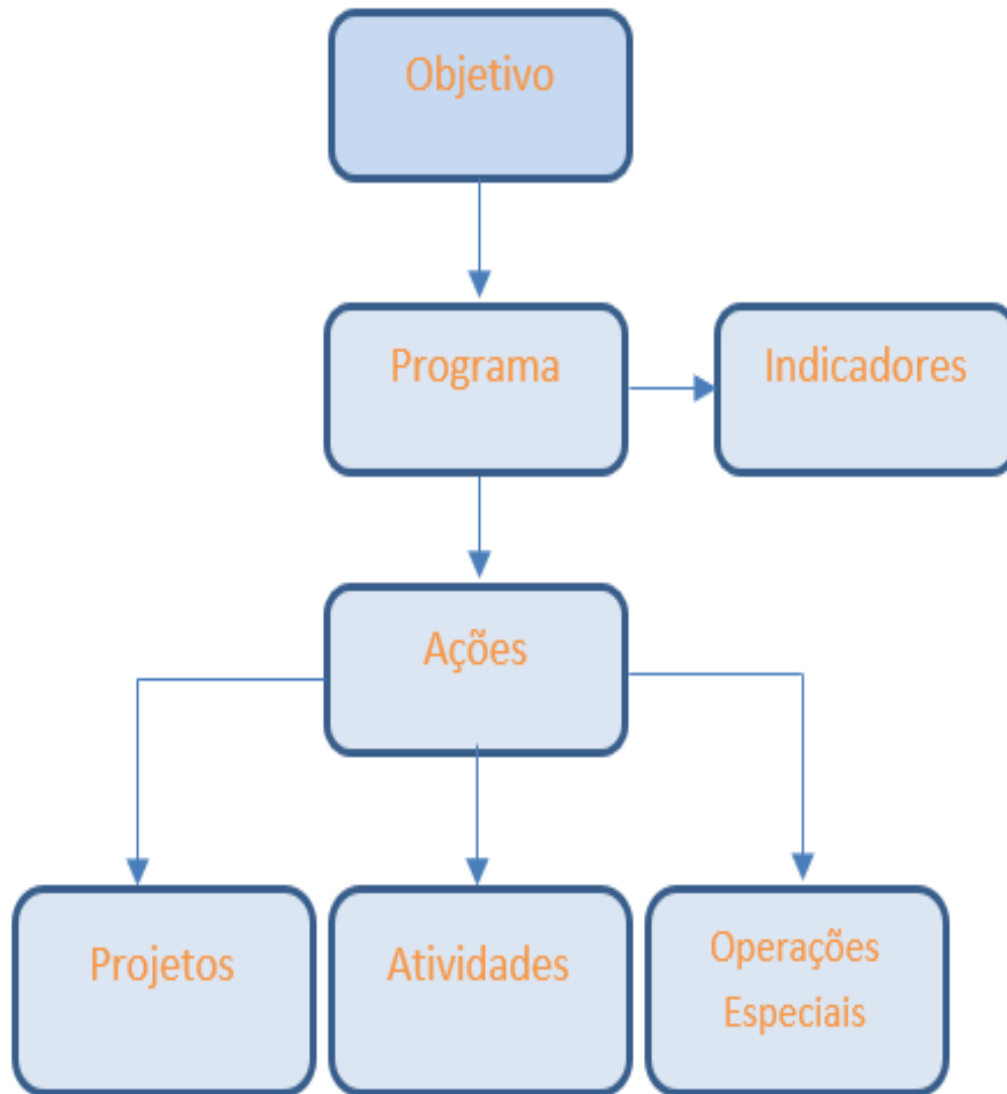 Objetivo
Programa
Indicadores
Ações
Projetos
Atividades
Operações
Especiais